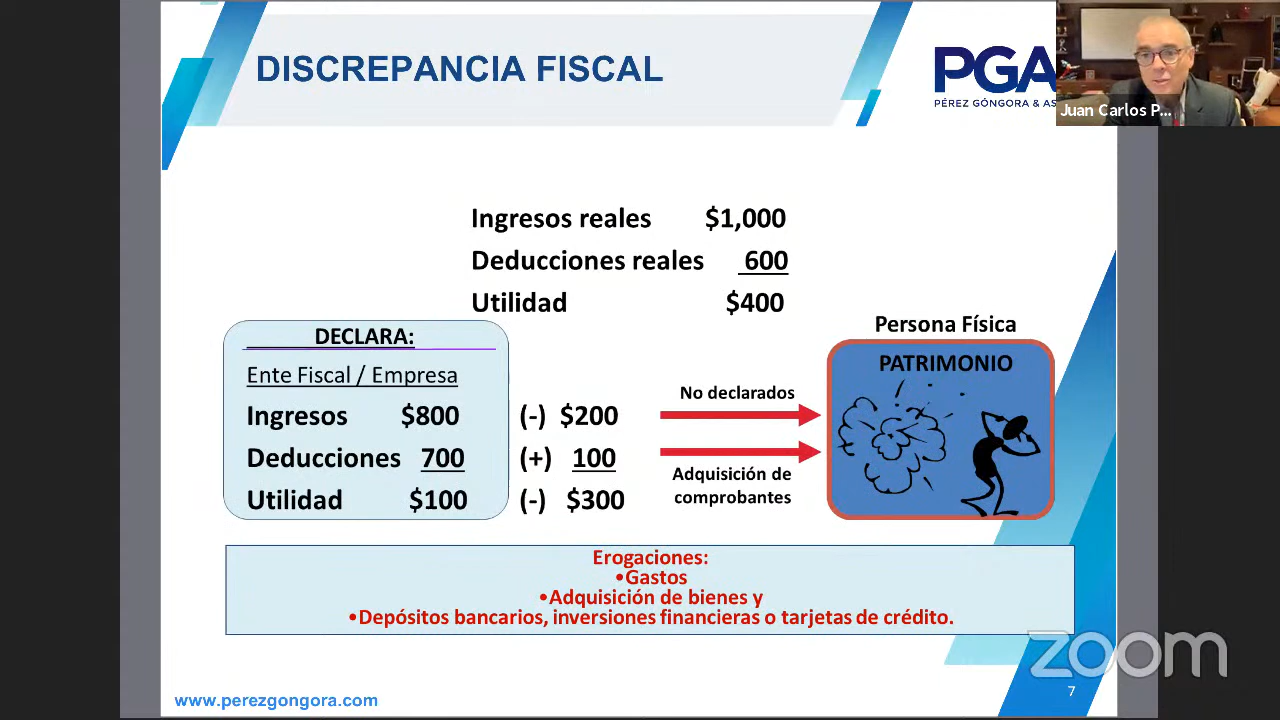 DISCREPANCIA FISCAL
PGA
PÉREZ GÓNGORA & AS
Juan Carlos P...
Ingresos reales $1,000
Deducciones reales 600
Utilidad $400
DECLARA:
Ente Fiscal / Empresa
Ingresos $800 (-) $200
Deducciones 700 (+) 100
Utilidad $100 (-) $300
No declarados
Adquisición de
comprobantes
Persona Física
PATRIMONIO
Erogaciones:
•Gastos
•Adquisición de bienes y
•Depósitos bancarios, inversiones financieras o tarjetas de crédito.
zoom
www.perezgongora.com
7